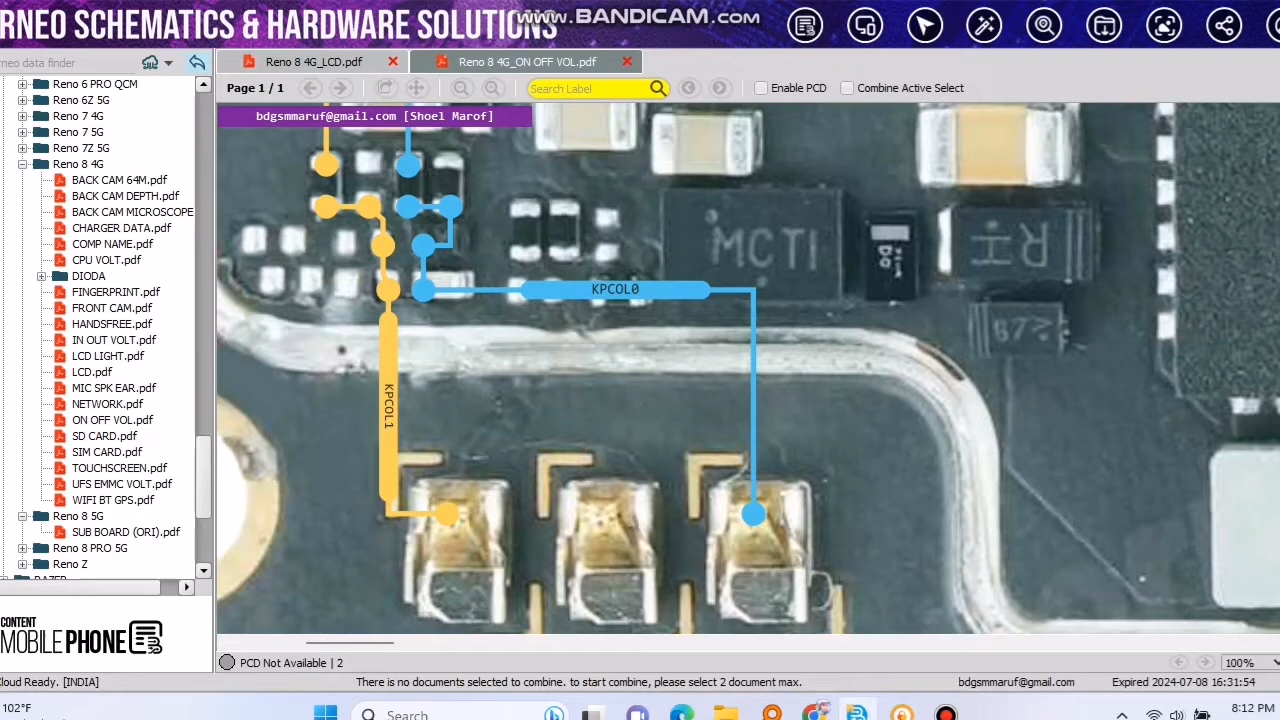 RNEO SCHEMATICS & HARDWARE SOLUTIONS
www.BANDICAM.com
rneo data finder
Reno 8 4G_LCD.pdf
Reno 8 4G_ON OFF VOL.pdf
Page 1 / 1
Search Label
Enable PCD
Combine Active Select
bdgsmmaruf@gmail.com [Shoel Marof]
Reno 6 PRO QCM
Reno 6Z 5G
Reno 7 4G
Reno 7 5G
Reno 7Z 5G
Reno 8 4G
BACK CAM 64M.pdf
BACK CAM DEPTH.pdf
BACK CAM MICROSCOPE
CHARGER DATA.pdf
COMP NAME.pdf
CPU VOLT.pdf
DIODA
FINGERPRINT.pdf
FRONT CAM.pdf
HANDSFREE.pdf
IN OUT VOLT.pdf
LCD LIGHT.pdf
LCD.pdf
MIC SPK EAR.pdf
NETWORK.pdf
ON OFF VOL.pdf
SD CARD.pdf
SIM CARD.pdf
TOUCHSCREEN.pdf
UFS EMMC VOLT.pdf
WIFI BT GPS.pdf
Reno 8 5G
SUB BOARD (ORI).pdf
Reno 8 PRO 5G
Reno Z
MCTI
KPCOL0
KPCOL1
CONTENT
MOBILE PHONE
PCD Not Available | 2
100%
loud Ready. [INDIA]
There is no documents selected to combine. to start combine, please select 2 document max.
bdgsmmaruf@gmail.com
Expired 2024-07-08 16:31:54
102°F
Search
8:12 PM